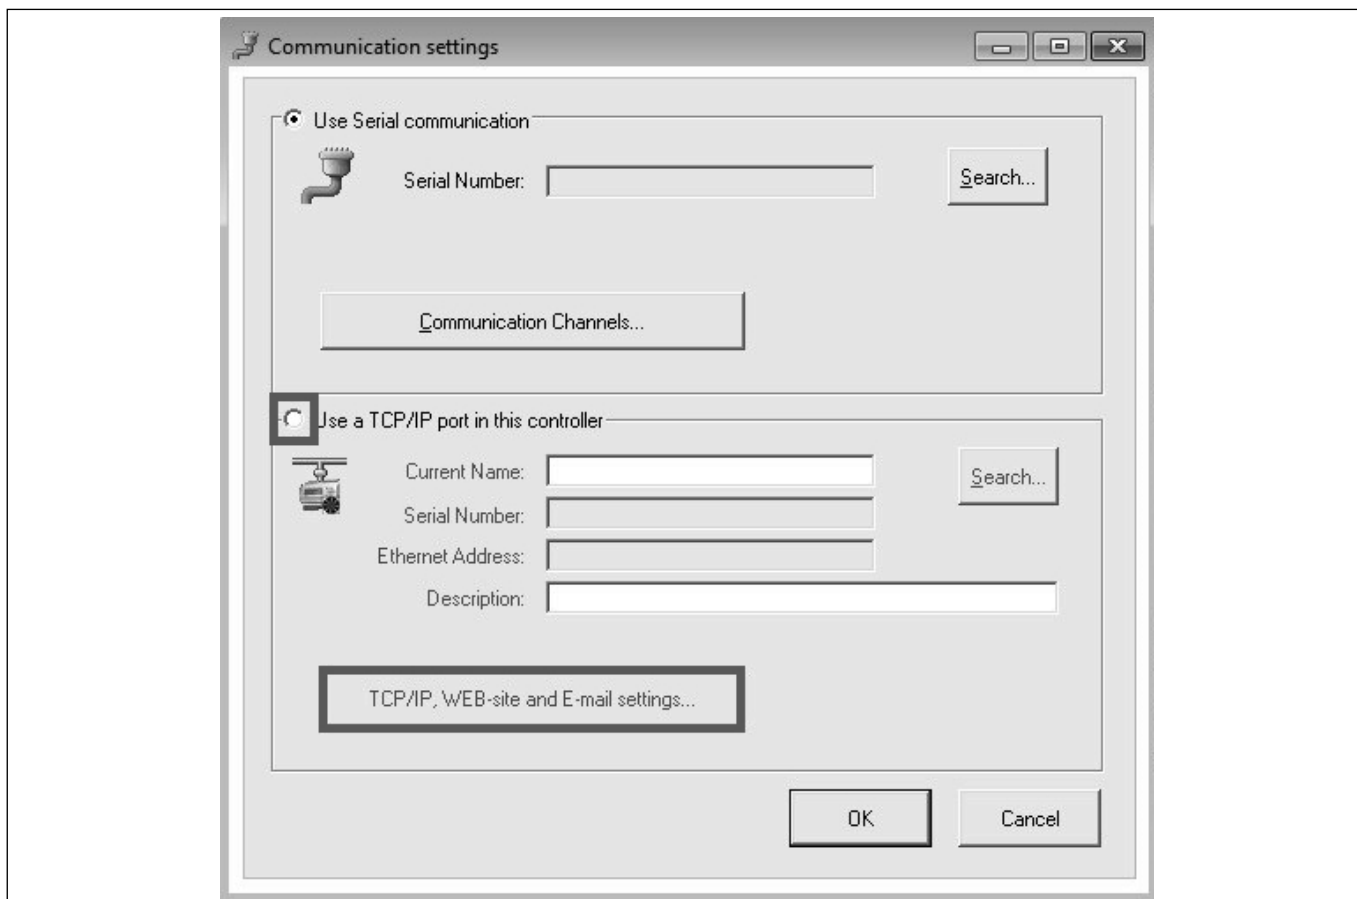 Communication settings
Use Serial communication
Serial Number:
Search...
Communication Channels...
Use a TCP/IP port in this controller
Current Name:
Search...
Serial Number:
Ethernet Address:
Description:
TCP/IP, WEB-site and E-mail settings...
OK
Cancel